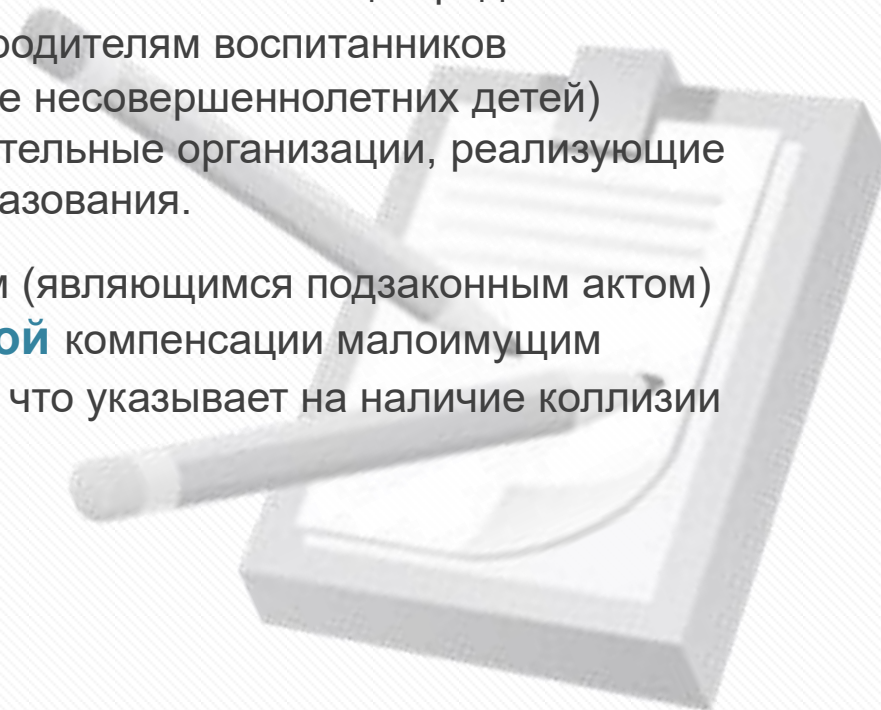 родителям воспитанников
е несовершеннолетних детей)
тельные организации, реализующие
азования.
м (являющимся подзаконным актом)
ой компенсации малоимущим
что указывает на наличие коллизии